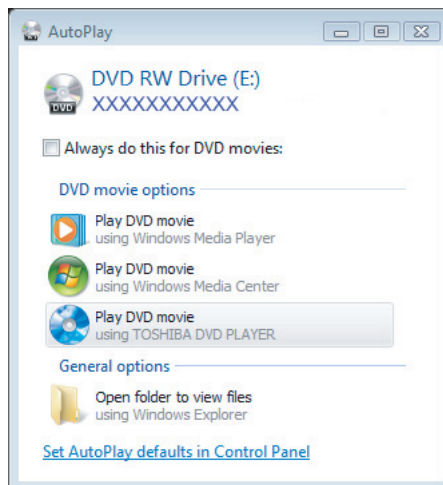 AutoPlay
DVD RW Drive (E:)
XXXXXXXXXXX
DVD
Always do this for DVD movies:
DVD movie options
Play DVD movie
using Windows Media Player
Play DVD movie
using Windows Media Center
Play DVD movie
using TOSHIBA DVD PLAYER
General options
Open folder to view files
using Windows Explorer
Set AutoPlay defaults in Control Panel